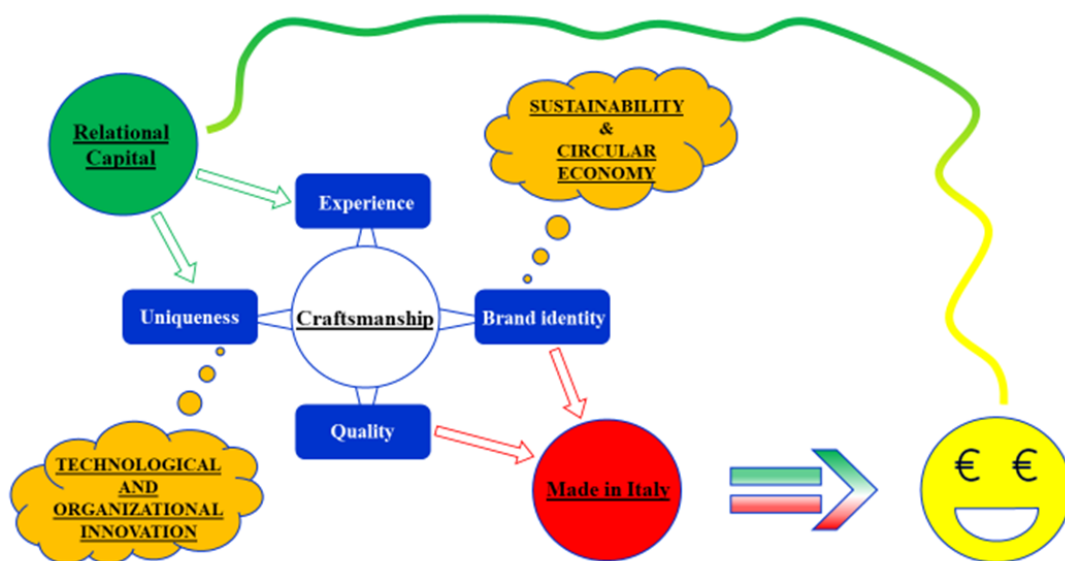 Relational
Capital
SUSTAINABILITY
&
CIRCULAR
ECONOMY
Experience
Uniqueness
Craftsmanship
Brand identity
Quality
TECHNOLOGICAL
AND
ORGANIZATIONAL
INNOVATION
Made in Italy
€ €